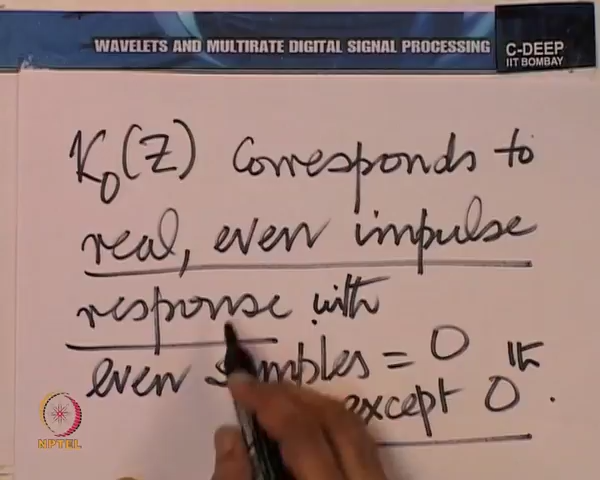 WAVELETS AND MULTIRATE DIGITAL SIGNAL PROCESSING
C-DEEP
IIT BOMBAY
K₀(Z) corresponds to
real, even impulse
response with
even samples = 0
except 0th.
NPTEL